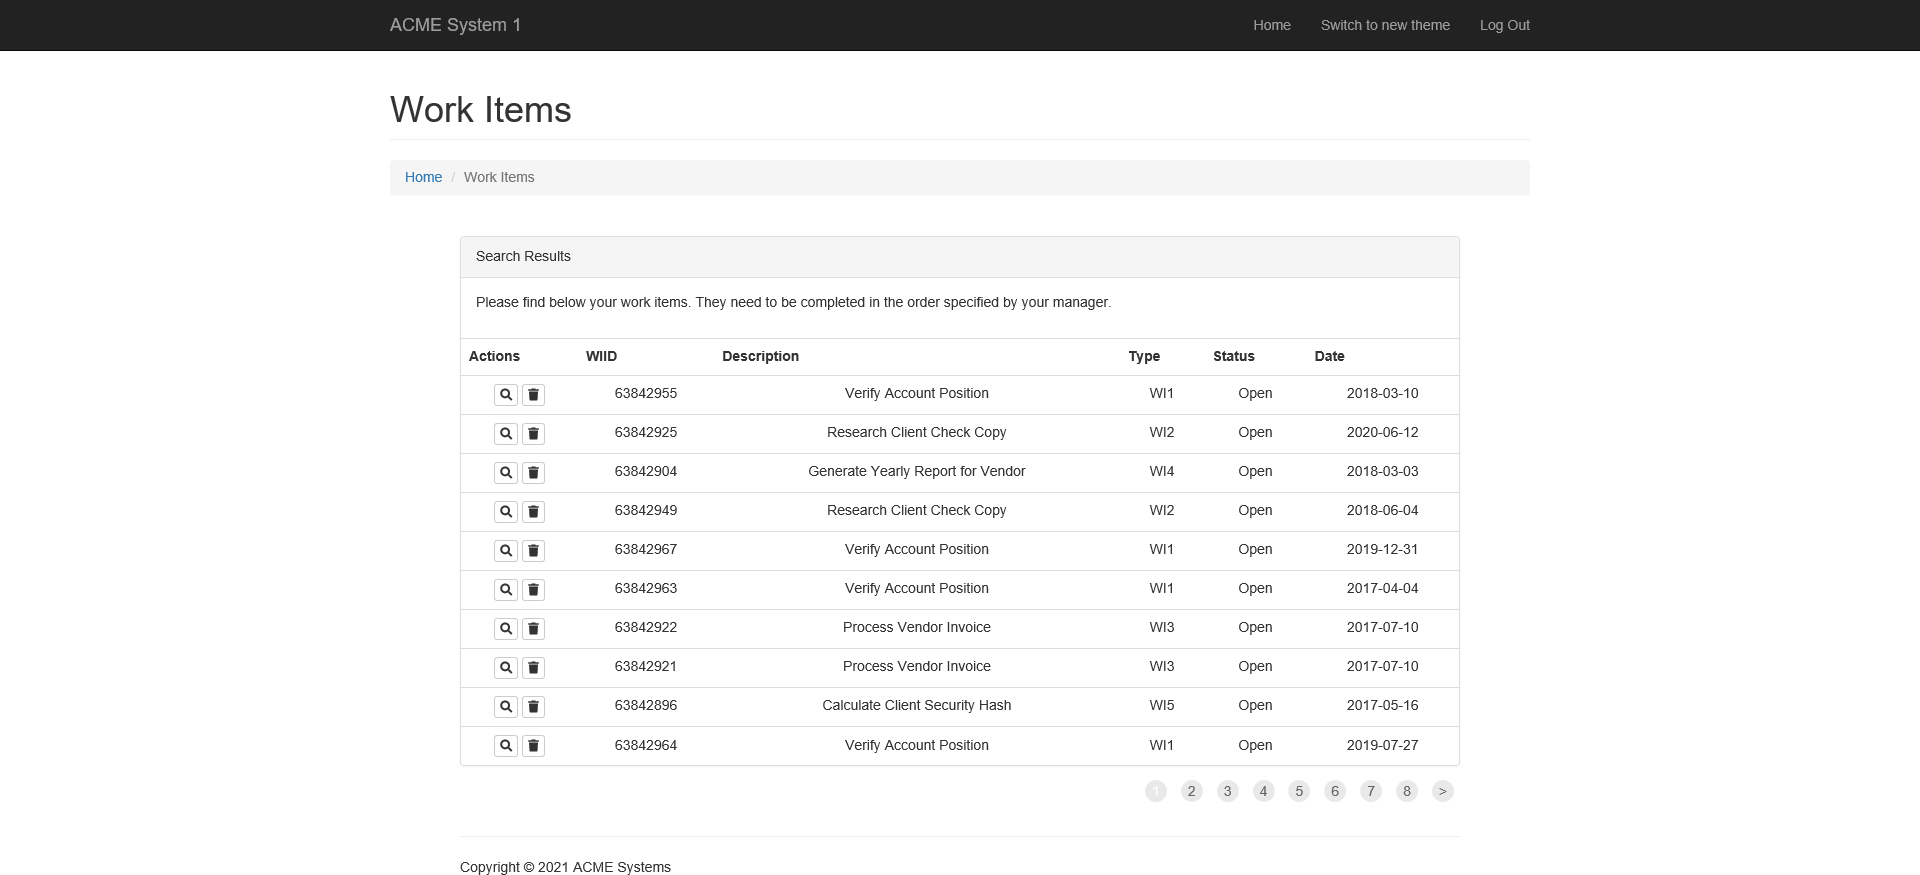 ACME System 1 Home Switch to new theme Log Out
Work Items
Home / Work Items
Search Results
Please find below your work items. They need to be completed in the order specified by your manager.
Actions WIID Description Type Status Date
63842955 Verify Account Position WI1 Open 2018-03-10
63842925 Research Client Check Copy WI2 Open 2020-06-12
63842904 Generate Yearly Report for Vendor WI4 Open 2018-03-03
63842949 Research Client Check Copy WI2 Open 2018-06-04
63842967 Verify Account Position WI1 Open 2019-12-31
63842963 Verify Account Position WI1 Open 2017-04-04
63842922 Process Vendor Invoice WI3 Open 2017-07-10
63842921 Process Vendor Invoice WI3 Open 2017-07-10
63842896 Calculate Client Security Hash WI5 Open 2017-05-16
63842964 Verify Account Position WI1 Open 2019-07-27
1 2 3 4 5 6 7 8 >
Copyright © 2021 ACME Systems